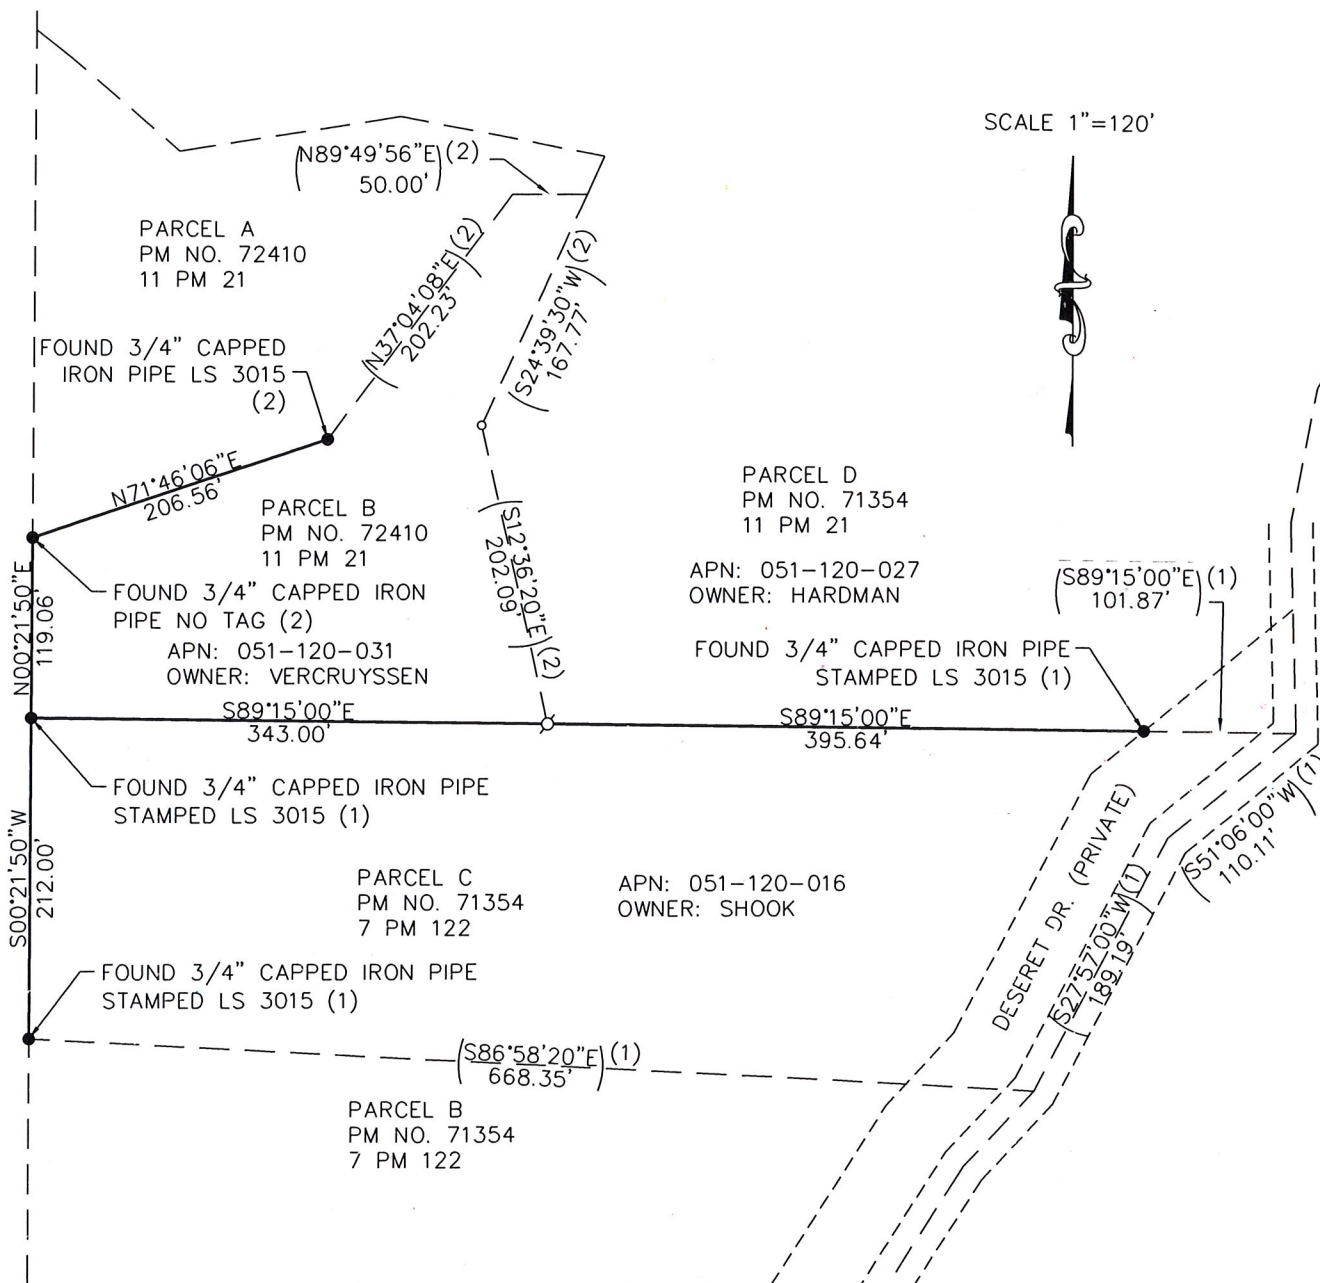 SCALE 1"=120'
(N89°49'56"E) (2)
50.00'
PARCEL A
PM NO. 72410
11 PM 21
(N37°04'08"E) (2)
202.23'
(S24°39'30"W) (2)
167.77'
FOUND 3/4" CAPPED
IRON PIPE LS 3015
(2)
N71°46'06"E
206.56'
PARCEL B
PM NO. 72410
11 PM 21
(S12°36'20"E) (2)
202.09'
PARCEL D
PM NO. 71354
11 PM 21
APN: 051-120-027
OWNER: HARDMAN
(S89°15'00"E) (1)
101.87'
N00°21'50"E
119.06'
FOUND 3/4" CAPPED IRON
PIPE NO TAG (2)
APN: 051-120-031
OWNER: VERCRUYSSEN
FOUND 3/4" CAPPED IRON PIPE
STAMPED LS 3015 (1)
S89°15'00"E
343.00'
S89°15'00"E
395.64'
FOUND 3/4" CAPPED IRON PIPE
STAMPED LS 3015 (1)
S00°21'50"W
212.00'
PARCEL C
PM NO. 71354
7 PM 122
APN: 051-120-016
OWNER: SHOOK
DESERET DR. (PRIVATE)
(S27°57'00"W) (1)
189.19'
(S51°06'00"W) (1)
110.11'
FOUND 3/4" CAPPED IRON PIPE
STAMPED LS 3015 (1)
(S86°58'20"E) (1)
668.35'
PARCEL B
PM NO. 71354
7 PM 122